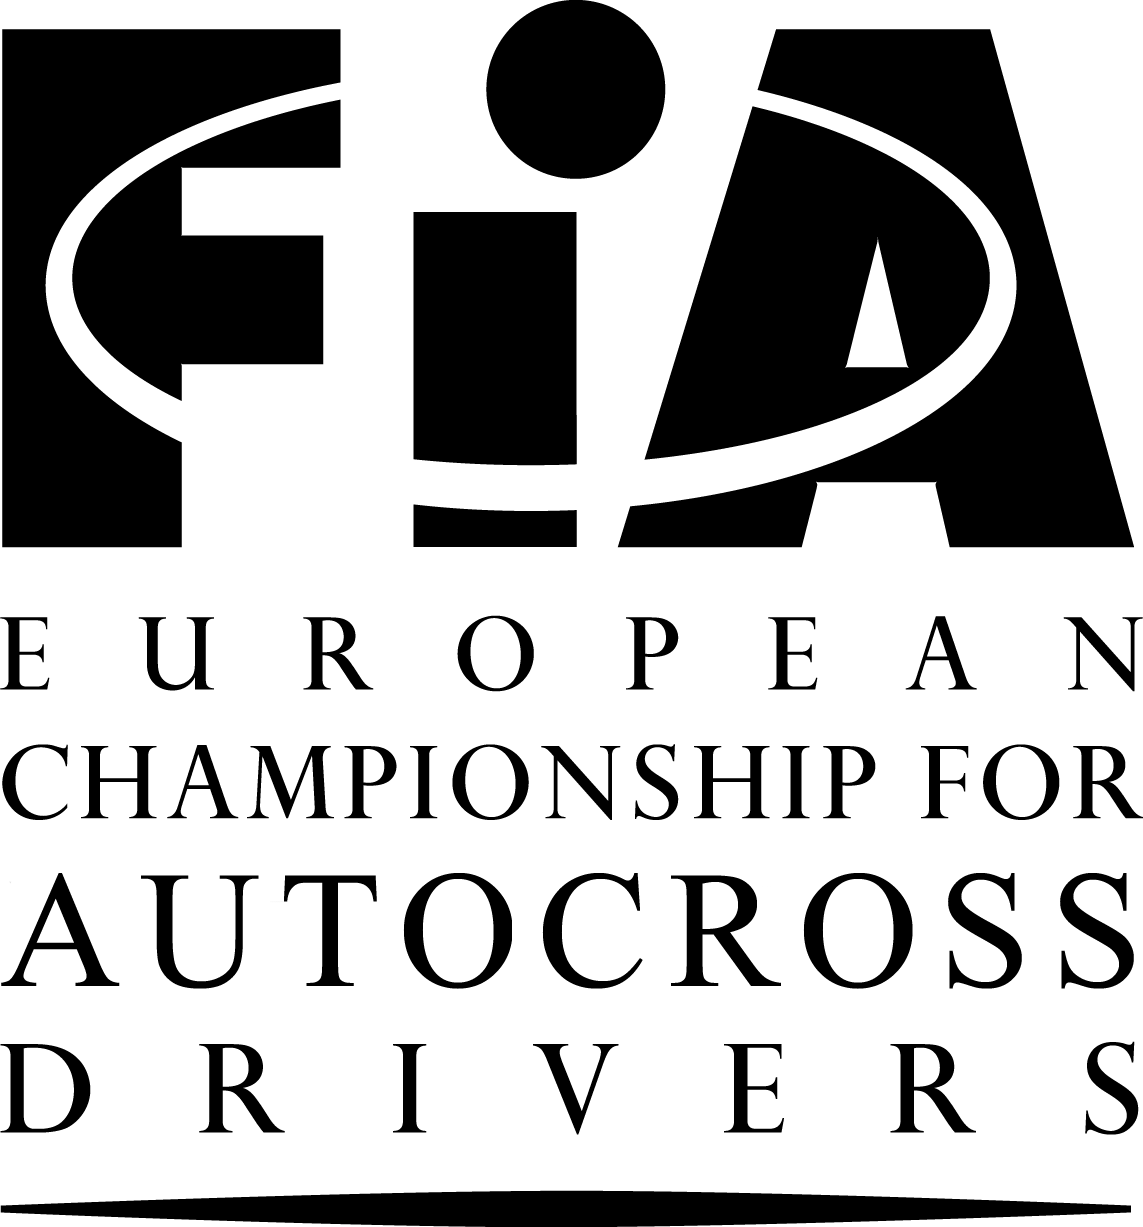 FiA
EUROPEAN
CHAMPIONSHIP FOR
AUTOCROSS
DRIVERS